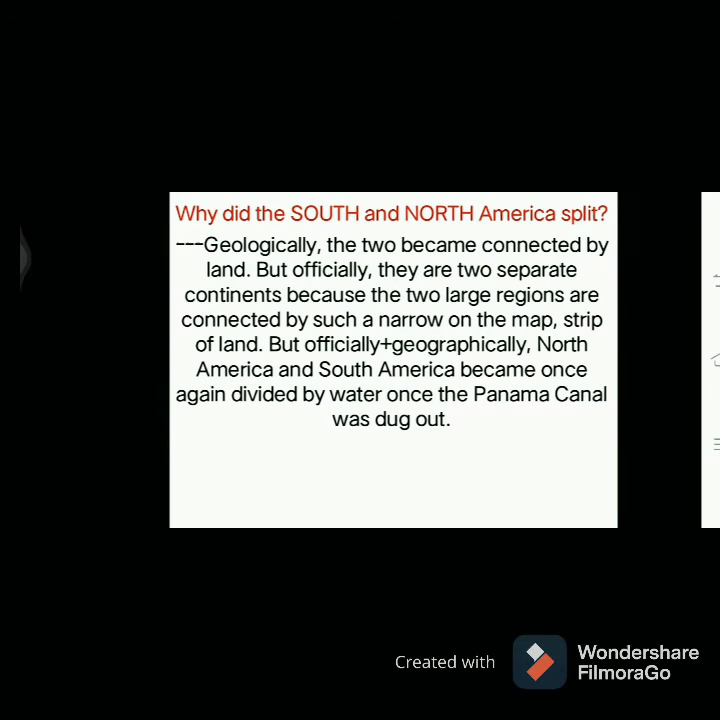 Why did the SOUTH and NORTH America split?
---Geologically, the two became connected by
land. But officially, they are two separate
continents because the two large regions are
connected by such a narrow on the map, strip
of land. But officially+geographically, North
America and South America became once
again divided by water once the Panama Canal
was dug out.
Created with
Wondershare
FilmoraGo